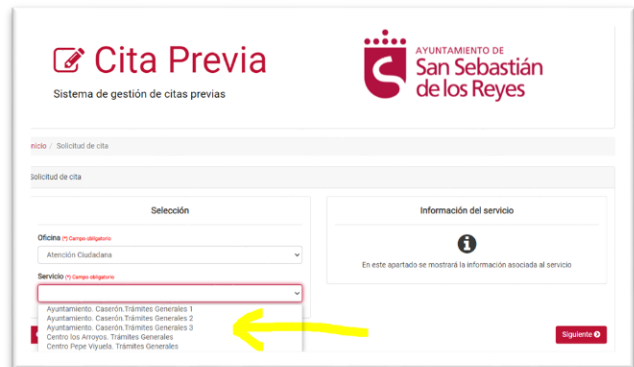 Cita Previa
Sistema de gestión de citas previas
AYUNTAMIENTO DE
San Sebastián
de los Reyes
nicio / Solicitud de cita
Solicitud de cita
Selección
Oficina (*) Campo obligatorio
Atención Ciudadana
Servicio (*) Campo obligatorio
Ayuntamiento. Caserón.Trámites Generales 1
Ayuntamiento. Caserón.Trámites Generales 2
Ayuntamiento. Caserón.Trámites Generales 3
Centro los Arroyos. Trámites Generales
Centro Pepe Viyuela. Trámites Generales
Información del servicio
En este apartado se mostrará la información asociada al servicio
Siguiente